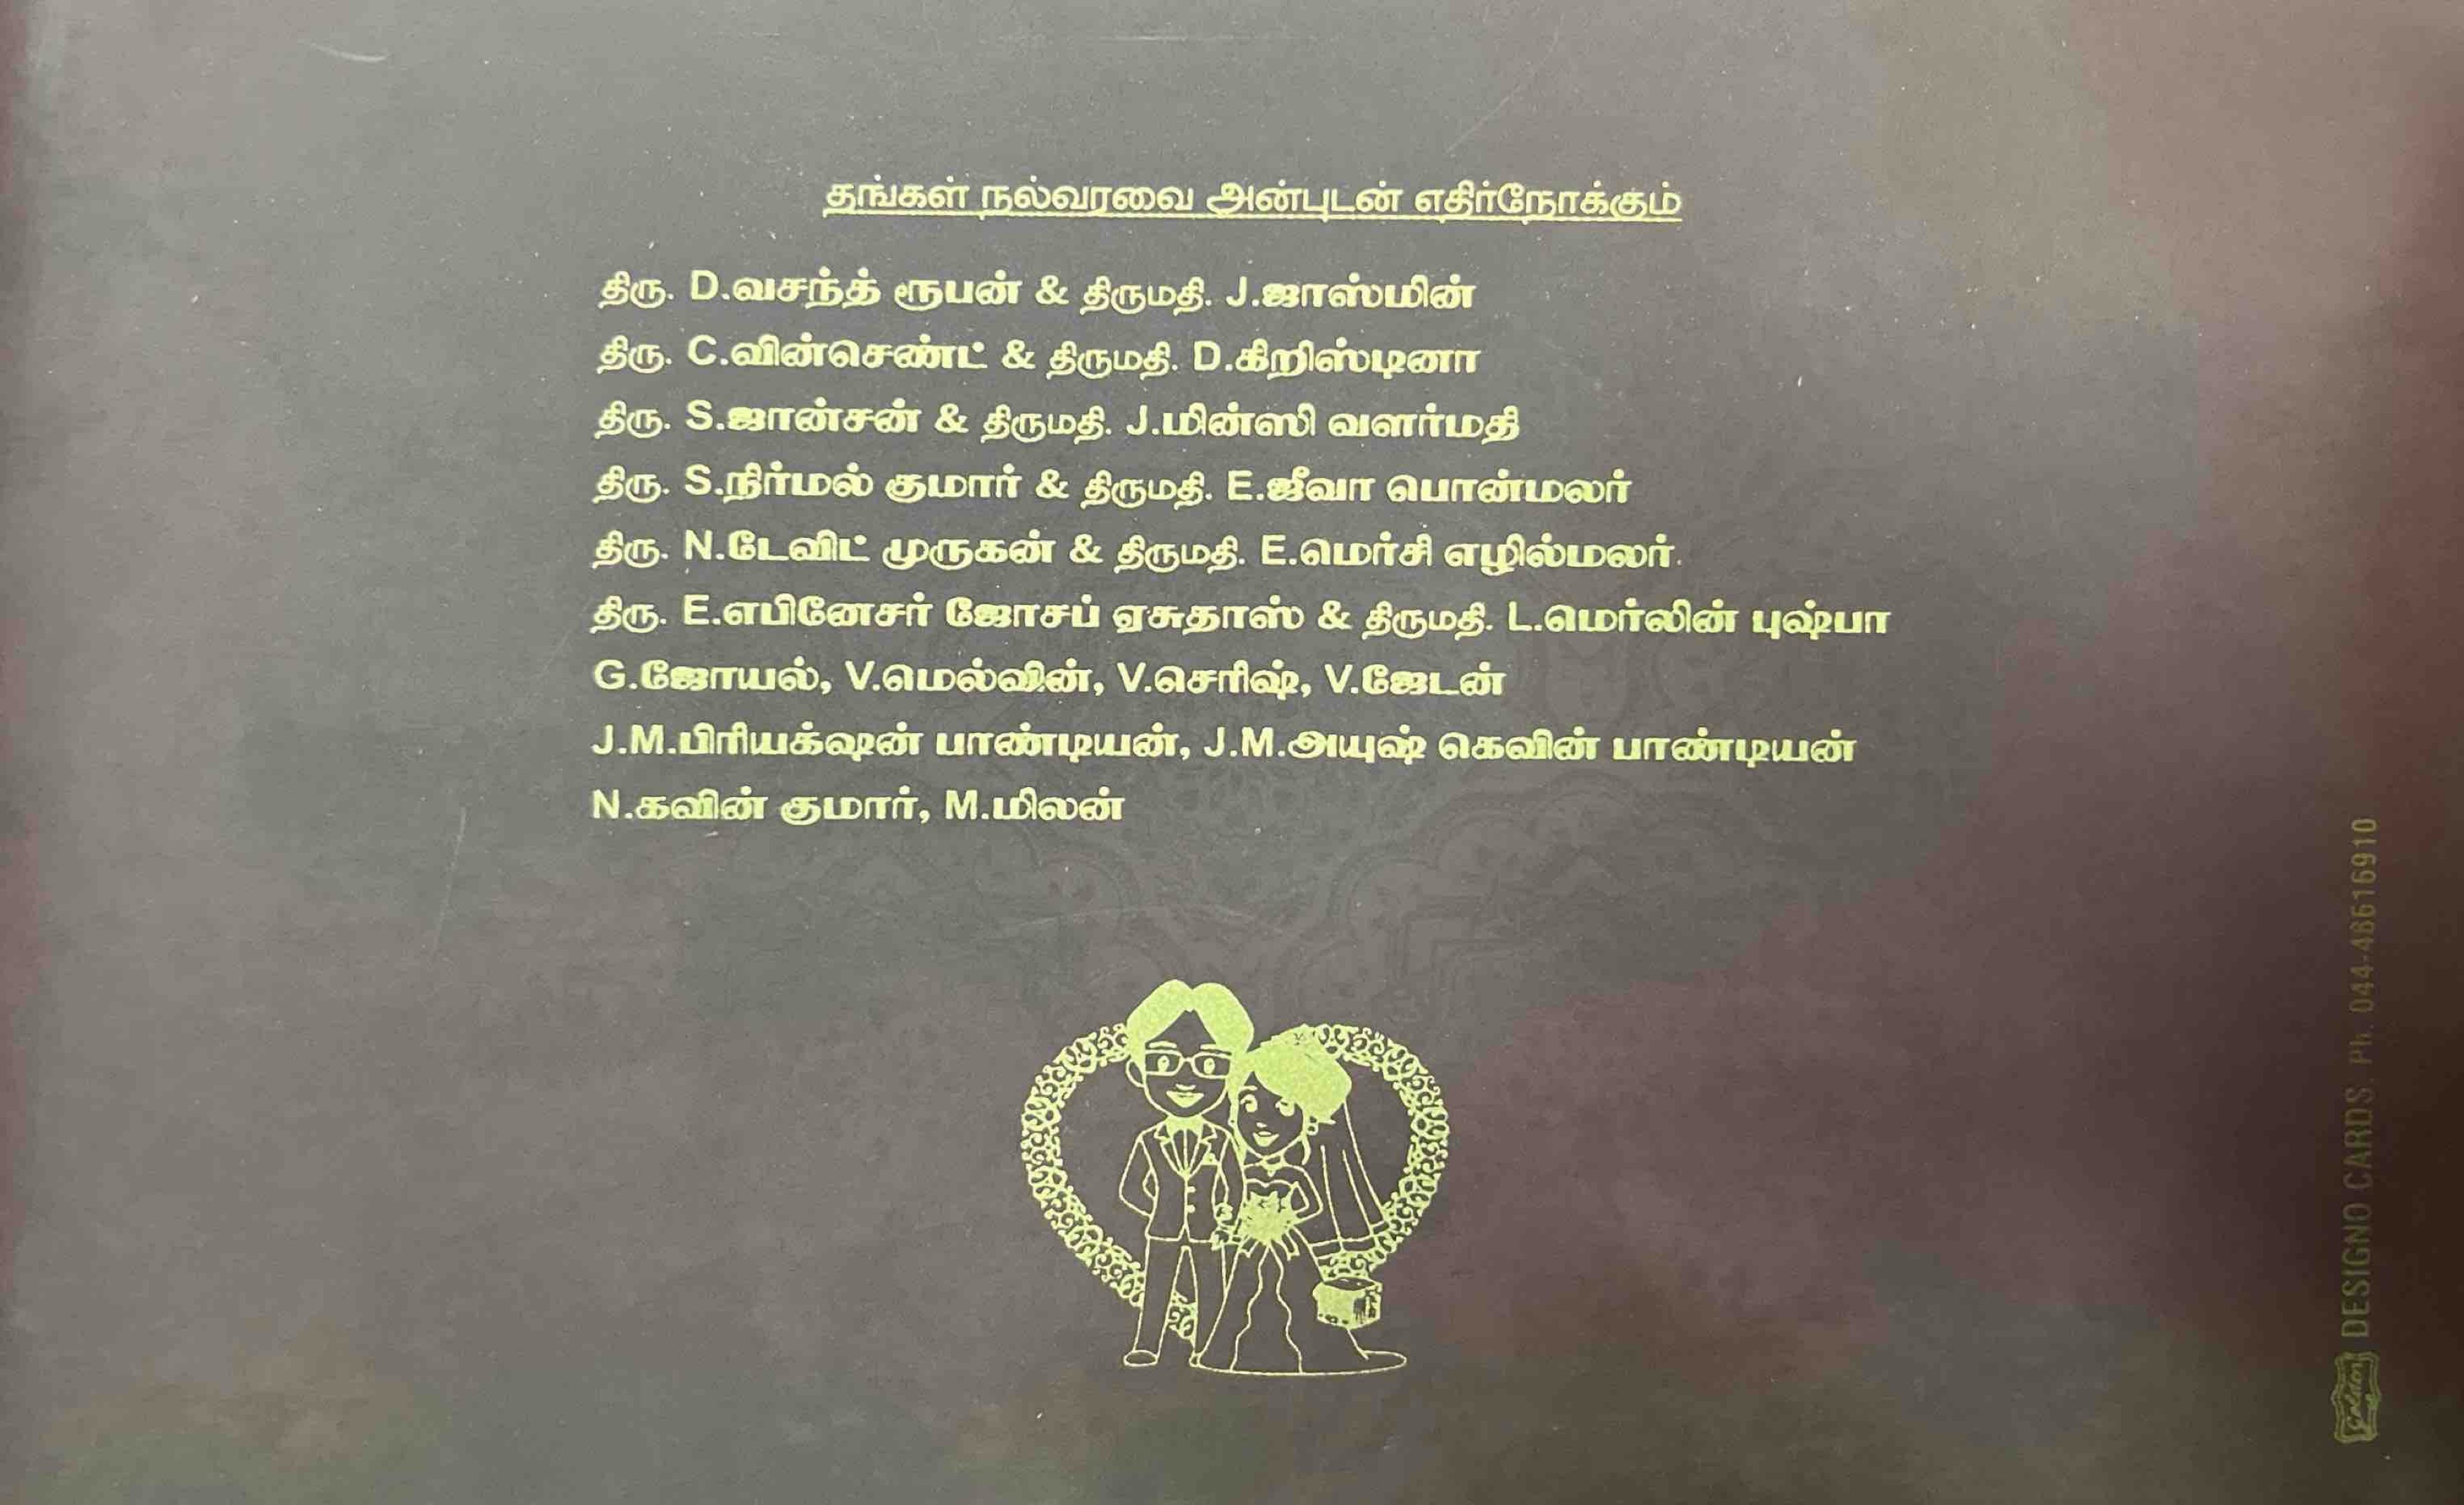 தங்கள் நல்வரவை அன்புடன் எதிர்நோக்கும்
திரு. D.வசந்த் ரூபன் & திருமதி. J.ஜாஸ்மின்
திரு. C.வின்செண்ட் & திருமதி. D.கிறிஸ்டினா
திரு. S.ஜான்சன் & திருமதி. J.மின்ஸி வளர்மதி
திரு. S.நிர்மல் குமார் & திருமதி. E.ஜீவா பொன்மலர்
திரு. N.டேவிட் முருகன் & திருமதி. E.மெர்சி எழில்மலர்.
திரு. E.எபினேசர் ஜோசப் ஏசுதாஸ் & திருமதி. L.மெர்லின் புஷ்பா
G.ஜோயல், V.மெல்வின், V.செரிஷ், V.ஜேடன்
J.M.பிரியக்ஷன் பாண்டியன், J.M.அயுஷ் கெவின் பாண்டியன்
N.கவின் குமார், M.மிலன்
DESIGNO CARDS. Ph. 044-46616910